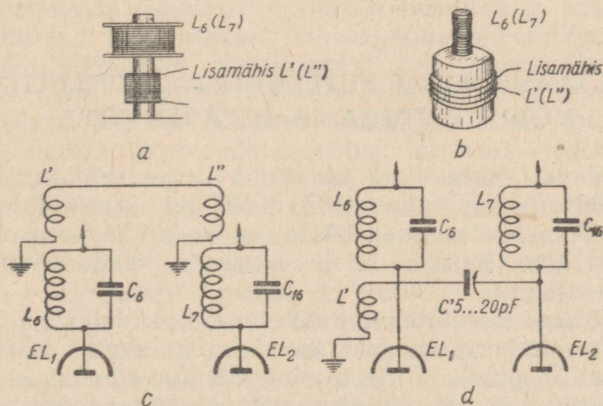 L₆(L₇)
Lisamähis L'(L")
a
L₆(L₇)
Lisamähis
L'(L")
b
L'
L"
C₆
L₆
C₁₆
L₇
EL₁
EL₂
c
L₆
C₆
L₇
C₁₆
C'5...20pF
L'
EL₁
EL₂
d